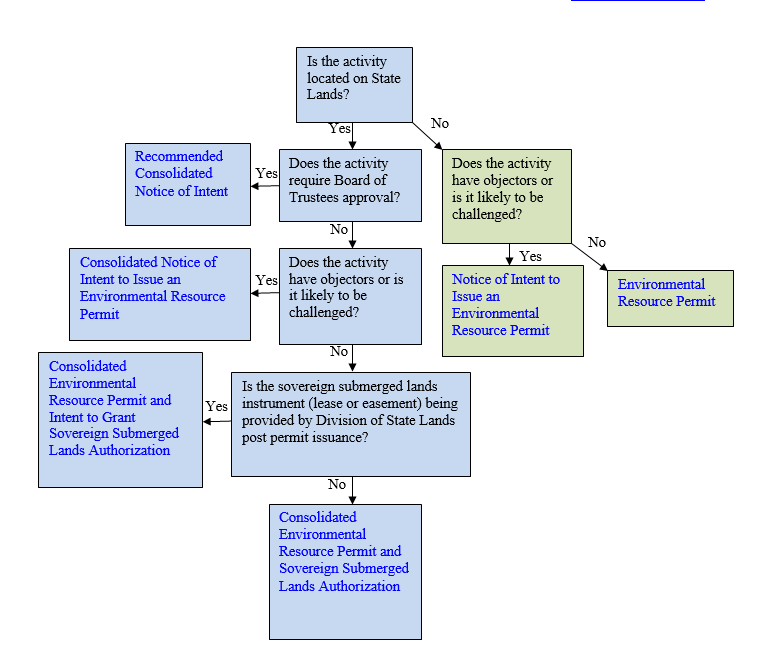 Is the activity
located on State
Lands?
Yes
No
Recommended
Consolidated
Notice of Intent
Yes
Does the activity
require Board of
Trustees approval?
Does the activity
have objectors or
is it likely to be
challenged?
No
Yes
No
Consolidated Notice of
Intent to Issue an
Environmental Resource
Permit
Yes
Does the activity
have objectors or is
it likely to be
challenged?
Notice of Intent to
Issue an
Environmental
Resource Permit
Environmental
Resource Permit
No
Consolidated
Environmental
Resource Permit and
Intent to Grant
Sovereign Submerged
Lands Authorization
Yes
Is the sovereign submerged lands
instrument (lease or easement) being
provided by Division of State Lands
post permit issuance?
No
Consolidated
Environmental
Resource Permit and
Sovereign Submerged
Lands Authorization